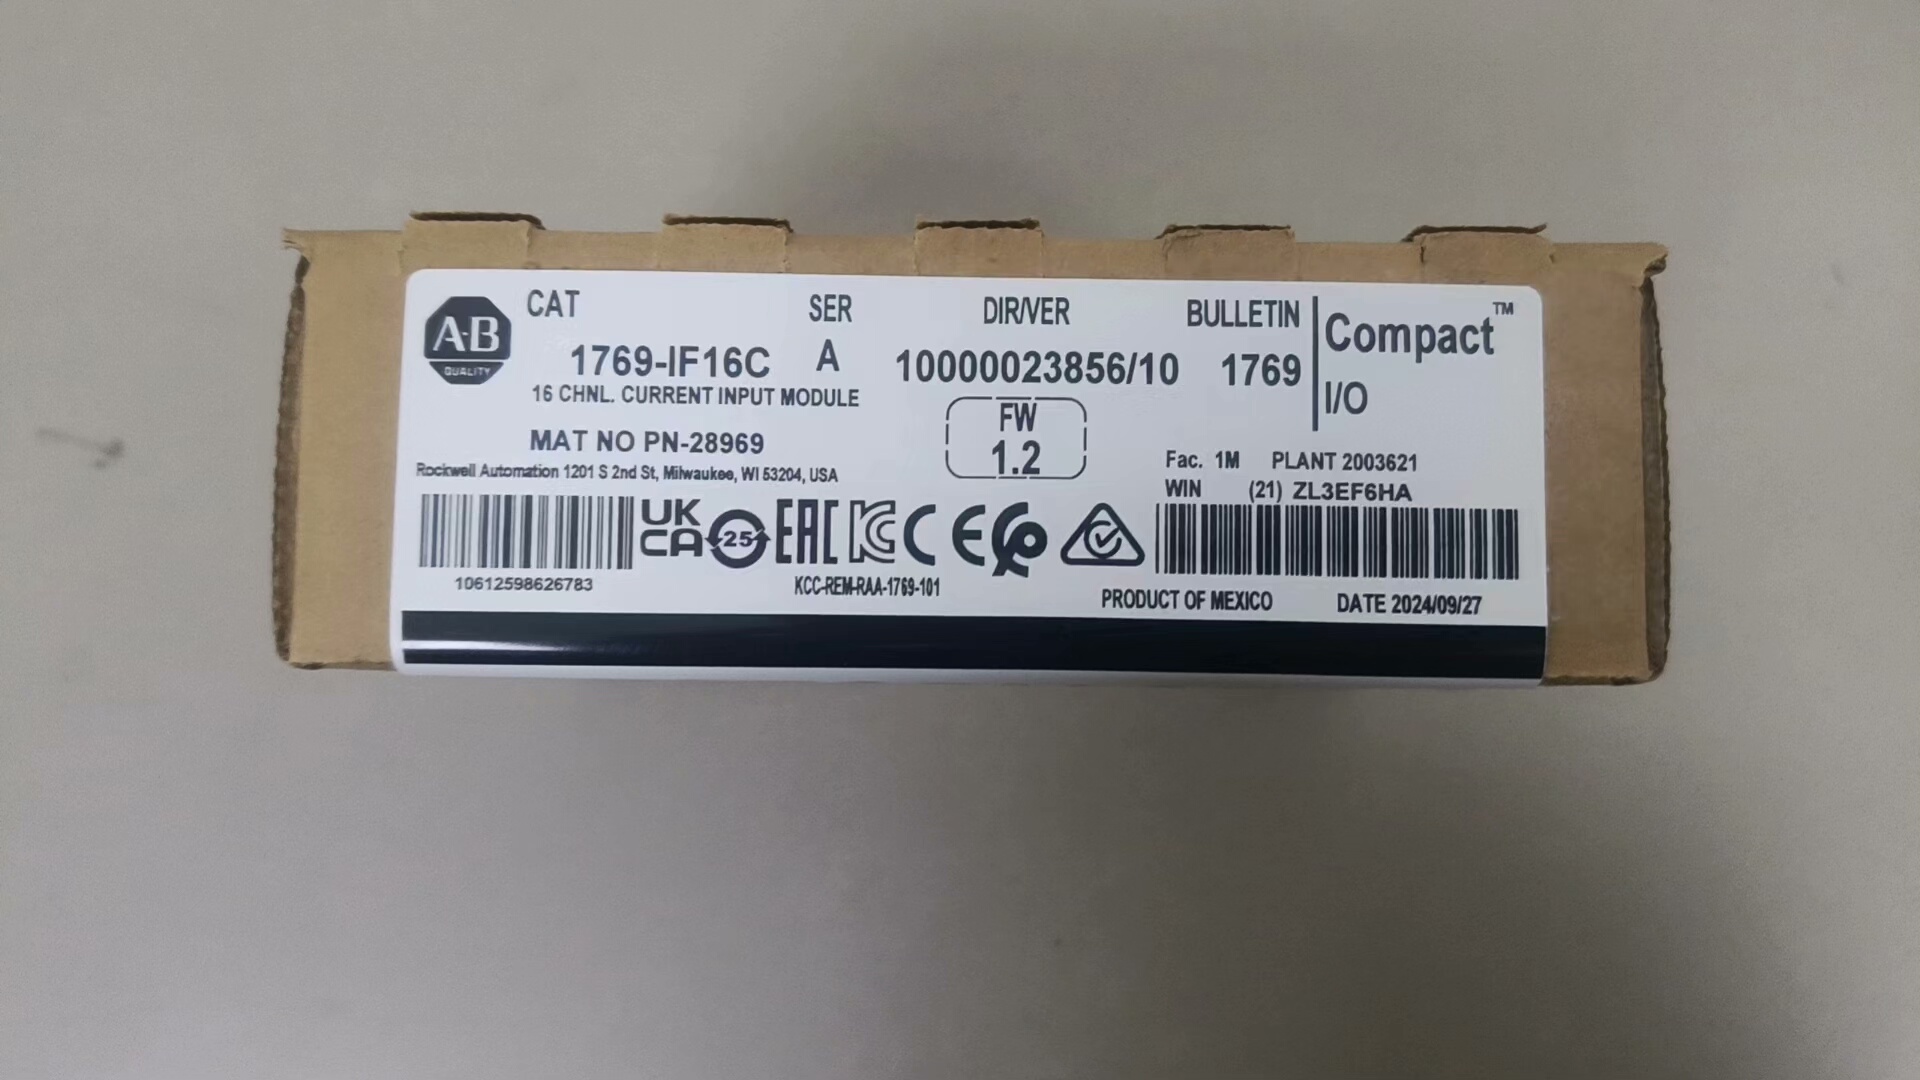 A-B
QUALITY
CAT SER DIR/VER BULLETIN
1769-IF16C A 10000023856/10 1769
Compact™
I/O
16 CHNL. CURRENT INPUT MODULE
FW
1.2
MAT NO PN-28969
Rockwell Automation 1201 S 2nd St, Milwaukee, WI 53204, USA
Fac. 1M PLANT 2003621
WIN (21) ZL3EF6HA
UK
CA
25
EAC
KC
CE
10612598626783
KCC-REM-RAA-1769-101
PRODUCT OF MEXICO
DATE 2024/09/27